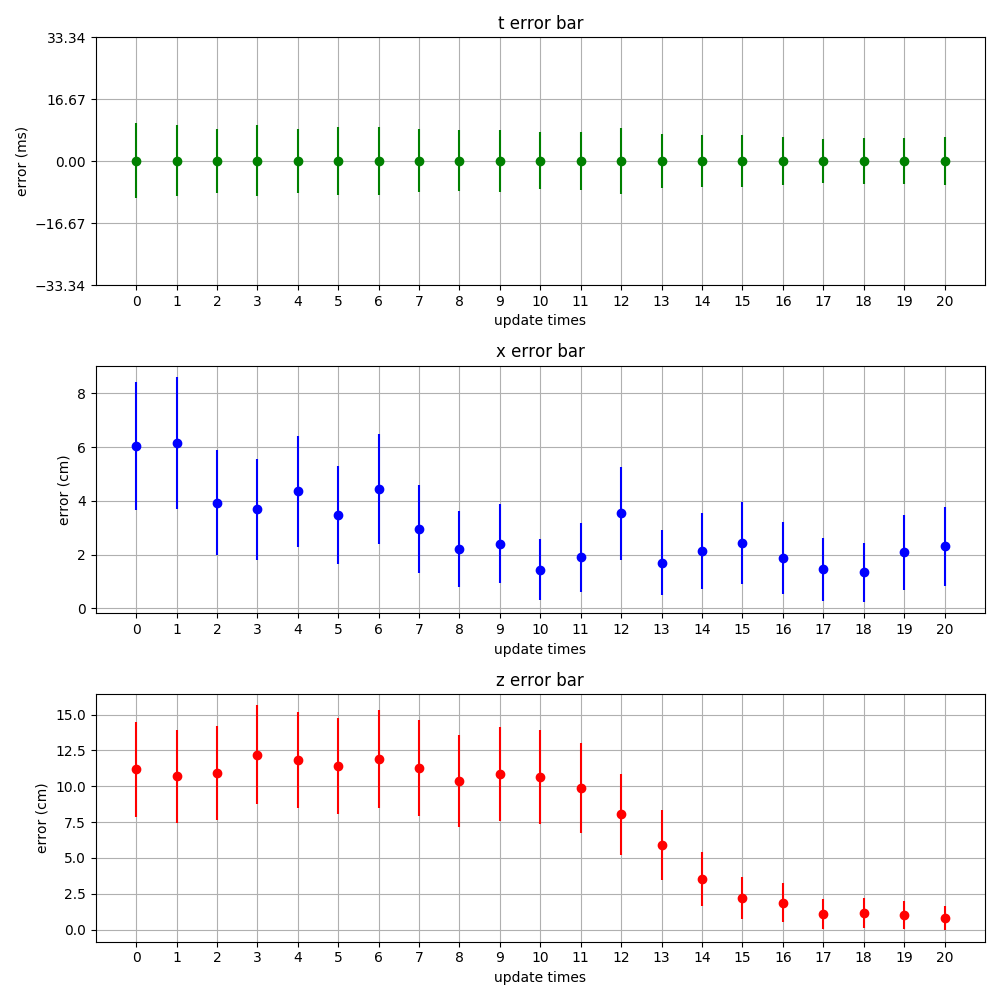 t error bar
33.34
16.67
0.00
−16.67
−33.34
error (ms)
0 1 2 3 4 5 6 7 8 9 10 11 12 13 14 15 16 17 18 19 20
update times
x error bar
8
6
4
2
0
error (cm)
0 1 2 3 4 5 6 7 8 9 10 11 12 13 14 15 16 17 18 19 20
update times
z error bar
15.0
12.5
10.0
7.5
5.0
2.5
0.0
error (cm)
0 1 2 3 4 5 6 7 8 9 10 11 12 13 14 15 16 17 18 19 20
update times